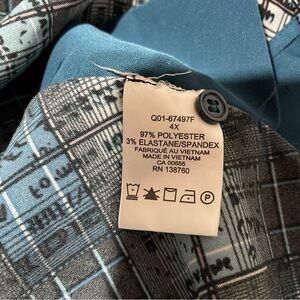 Q01-67497F
4X
97% POLYESTER
3% ELASTANE/SPANDEX
FABRIQUÉ AU VIETNAM
MADE IN VIETNAM
CA 00655
RN 138760
P